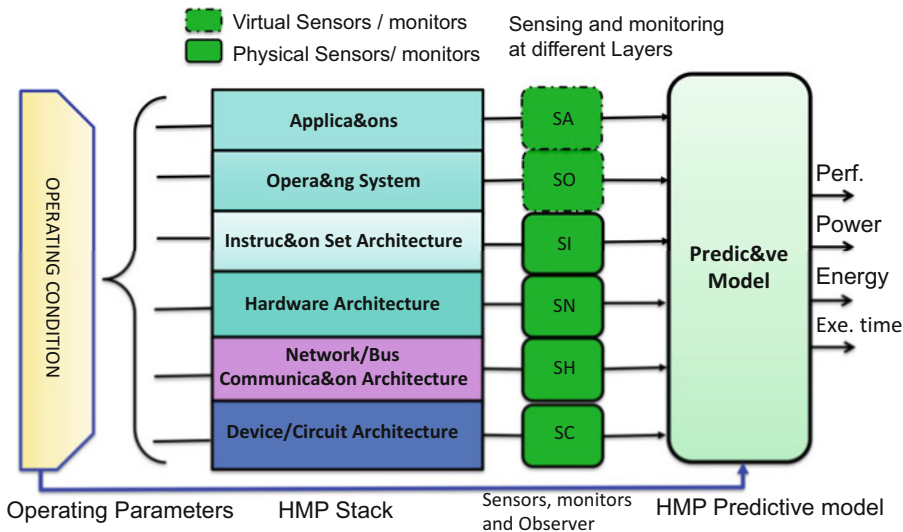 Virtual Sensors / monitors
Physical Sensors/ monitors
Sensing and monitoring
at different Layers
OPERATING CONDITION
Applica&ons
Opera&ng System
Instruc&on Set Architecture
Hardware Architecture
Network/Bus
Communica&on Architecture
Device/Circuit Architecture
SA
SO
SI
SN
SH
SC
Predic&ve
Model
Perf.
Power
Energy
Exe. time
Operating Parameters
HMP Stack
Sensors, monitors
and Observer
HMP Predictive model